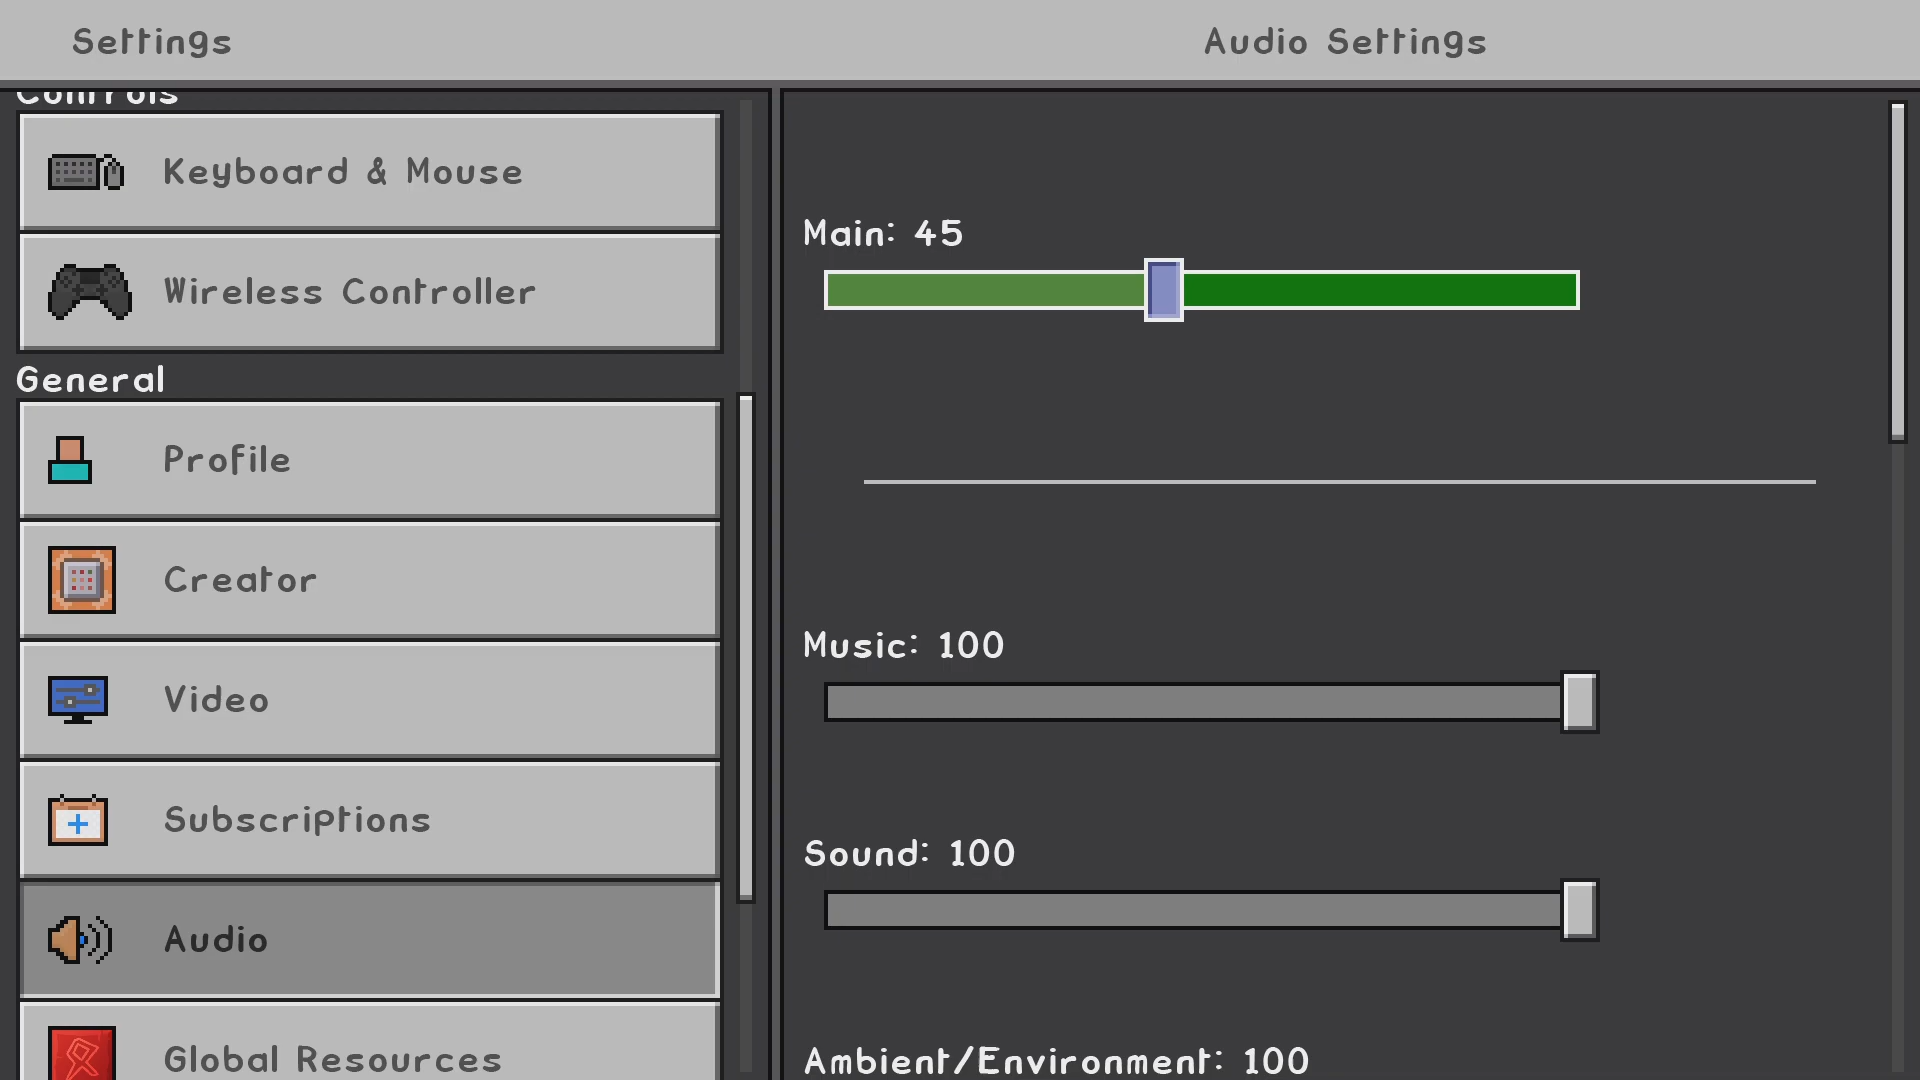 Settings
Audio Settings
Controls
Keyboard & Mouse
Wireless Controller
General
Profile
Creator
Video
Subscriptions
Audio
Global Resources
Main: 45
Music: 100
Sound: 100
Ambient/Environment: 100